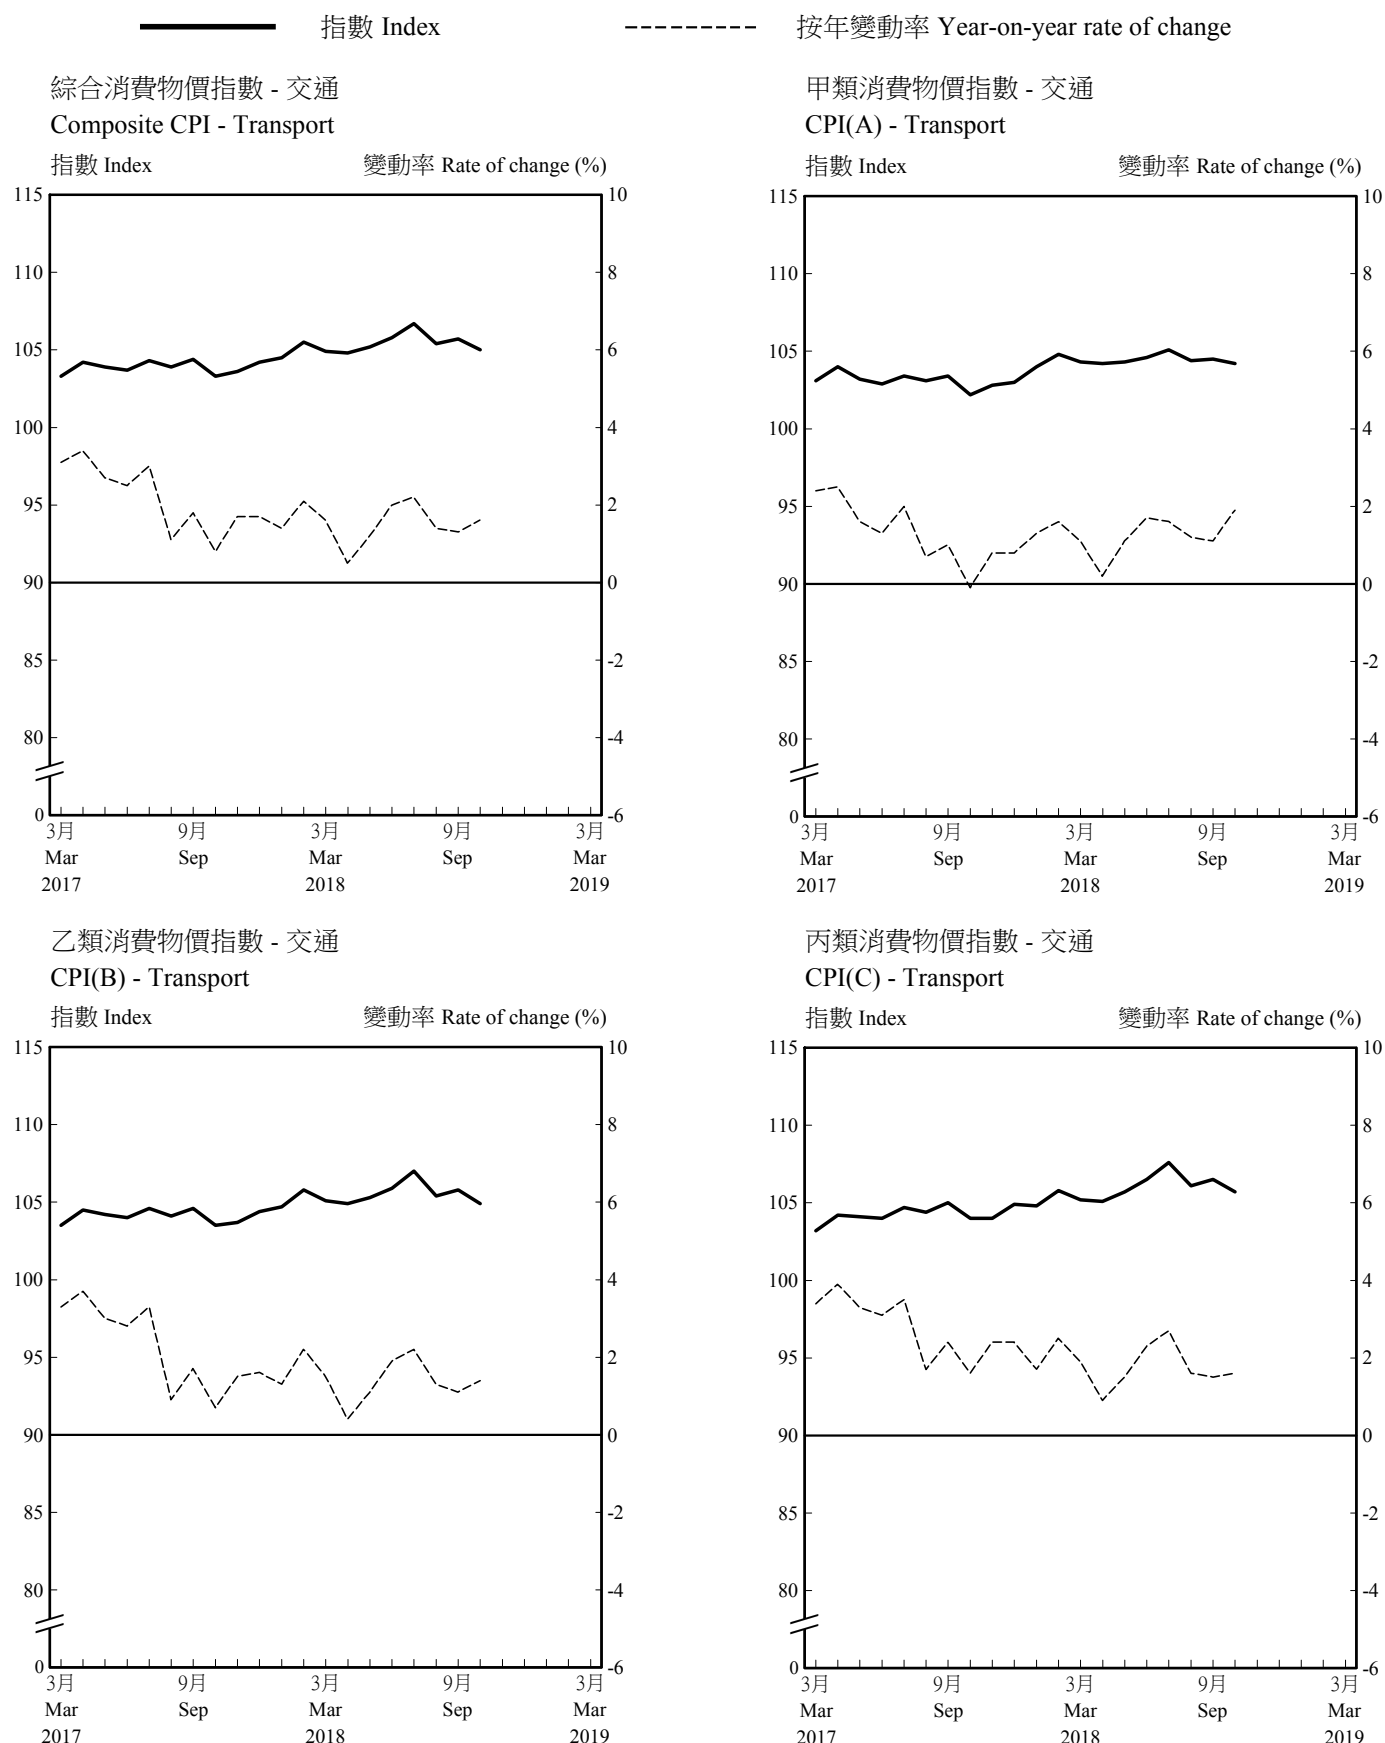 指數 Index
按年變動率 Year-on-year rate of change
綜合消費物價指數 - 交通
Composite CPI - Transport
指數 Index
變動率 Rate of change (%)
115
110
105
100
95
90
85
80
0
10
8
6
4
2
0
-2
-4
-6
3月
Mar
2017
9月
Sep
3月
Mar
2018
9月
Sep
3月
Mar
2019
甲類消費物價指數 - 交通
CPI(A) - Transport
指數 Index
變動率 Rate of change (%)
115
110
105
100
95
90
85
80
0
10
8
6
4
2
0
-2
-4
-6
3月
Mar
2017
9月
Sep
3月
Mar
2018
9月
Sep
3月
Mar
2019
乙類消費物價指數 - 交通
CPI(B) - Transport
指數 Index
變動率 Rate of change (%)
115
110
105
100
95
90
85
80
0
10
8
6
4
2
0
-2
-4
-6
3月
Mar
2017
9月
Sep
3月
Mar
2018
9月
Sep
3月
Mar
2019
丙類消費物價指數 - 交通
CPI(C) - Transport
指數 Index
變動率 Rate of change (%)
115
110
105
100
95
90
85
80
0
10
8
6
4
2
0
-2
-4
-6
3月
Mar
2017
9月
Sep
3月
Mar
2018
9月
Sep
3月
Mar
2019